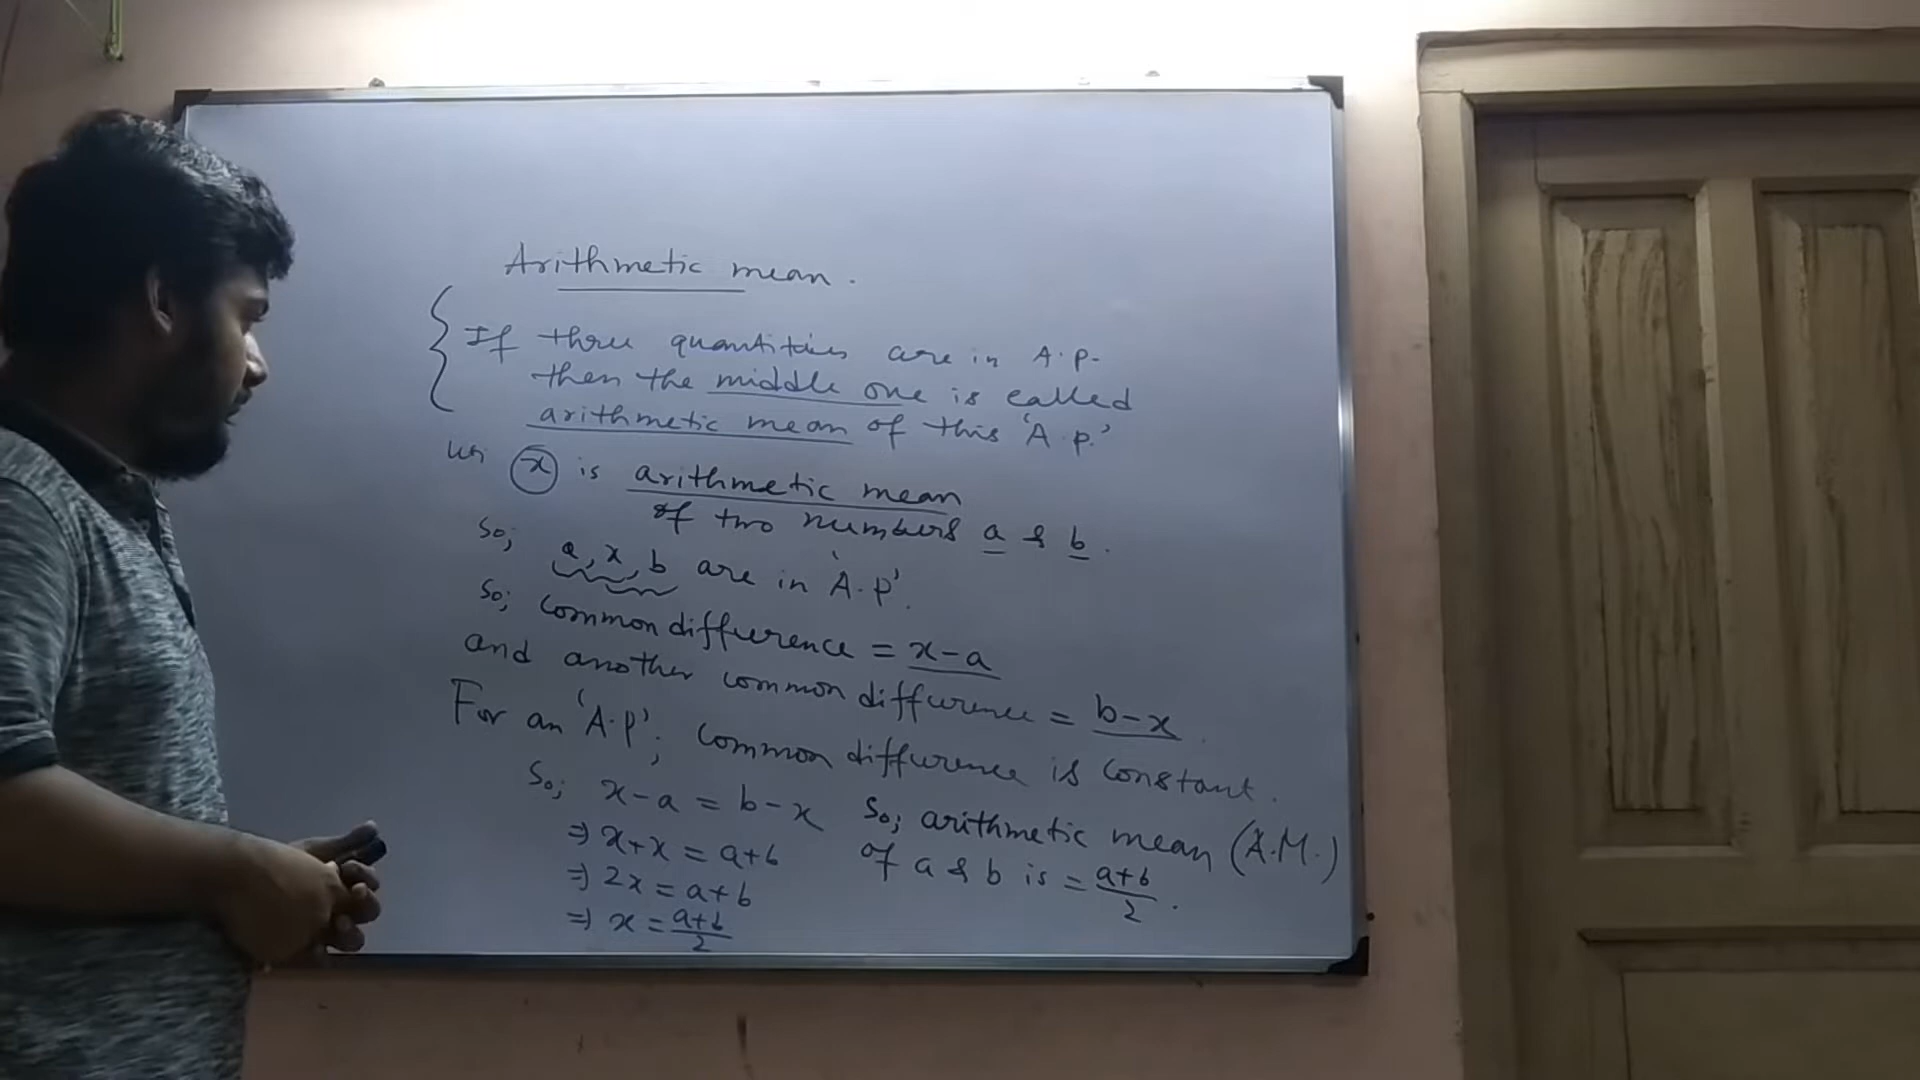 Arithmetic mean.
If three quantities are in A.P.
then the middle one is called
arithmetic mean of this 'A.P.'
let x is arithmetic mean
of two numbers a & b.
So; a, x, b are in 'A.P'.
So; common difference = x-a
and another common difference = b-x
For an 'A.P'; common difference is constant.
So; x-a = b-x
⇒ x+x = a+b
⇒ 2x = a+b
⇒ x = a+b/2
So; arithmetic mean (A.M.)
of a & b is = a+b/2.